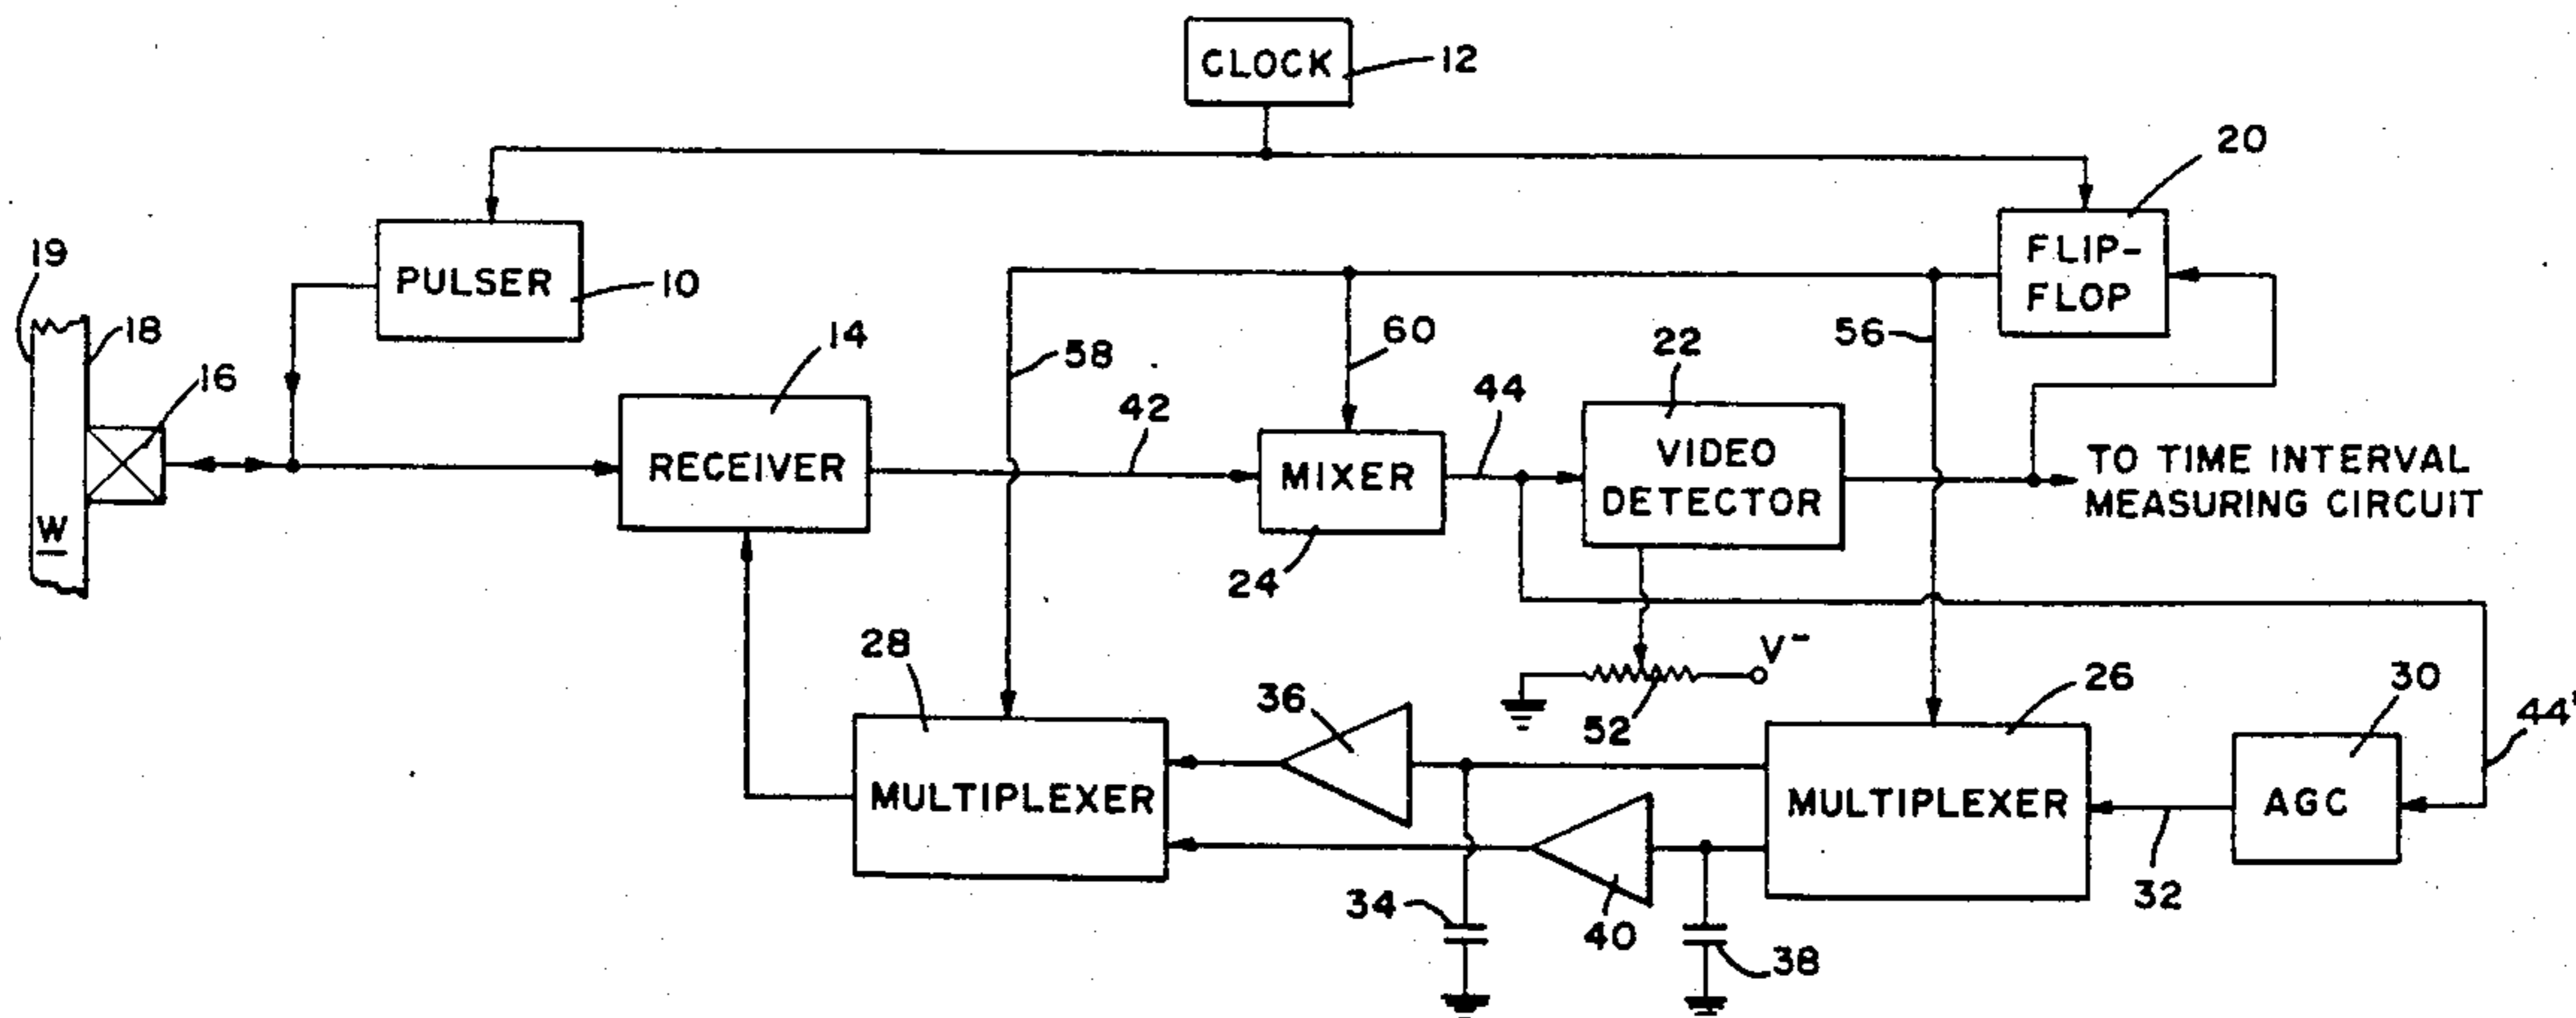 CLOCK
12
20
FLIP-
FLOP
19
18
PULSER
10
16
14
58
60
22
56
RECEIVER
42
MIXER
24
44
VIDEO
DETECTOR
TO TIME INTERVAL
MEASURING CIRCUIT
W
28
36
V-
52
26
30
44'
MULTIPLEXER
MULTIPLEXER
AGC
32
34
40
38